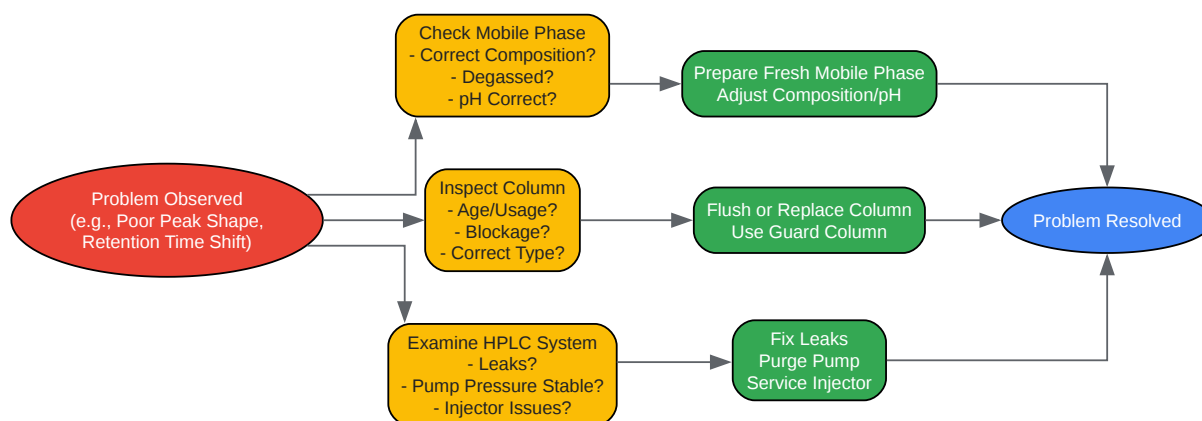 Problem Observed
(e.g., Poor Peak Shape,
Retention Time Shift)
Check Mobile Phase
- Correct Composition?
- Degassed?
- pH Correct?
Prepare Fresh Mobile Phase
Adjust Composition/pH
Inspect Column
- Age/Usage?
- Blockage?
- Correct Type?
Flush or Replace Column
Use Guard Column
Examine HPLC System
- Leaks?
- Pump Pressure Stable?
- Injector Issues?
Fix Leaks
Purge Pump
Service Injector
Problem Resolved